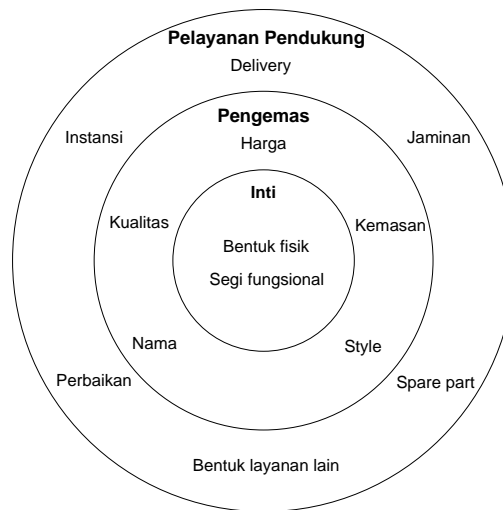 Pelayanan Pendukung
Delivery
Instansi
Jaminan
Pengemas
Harga
Kualitas
Kemasan
Inti
Bentuk fisik
Segi fungsional
Nama
Style
Perbaikan
Spare part
Bentuk layanan lain